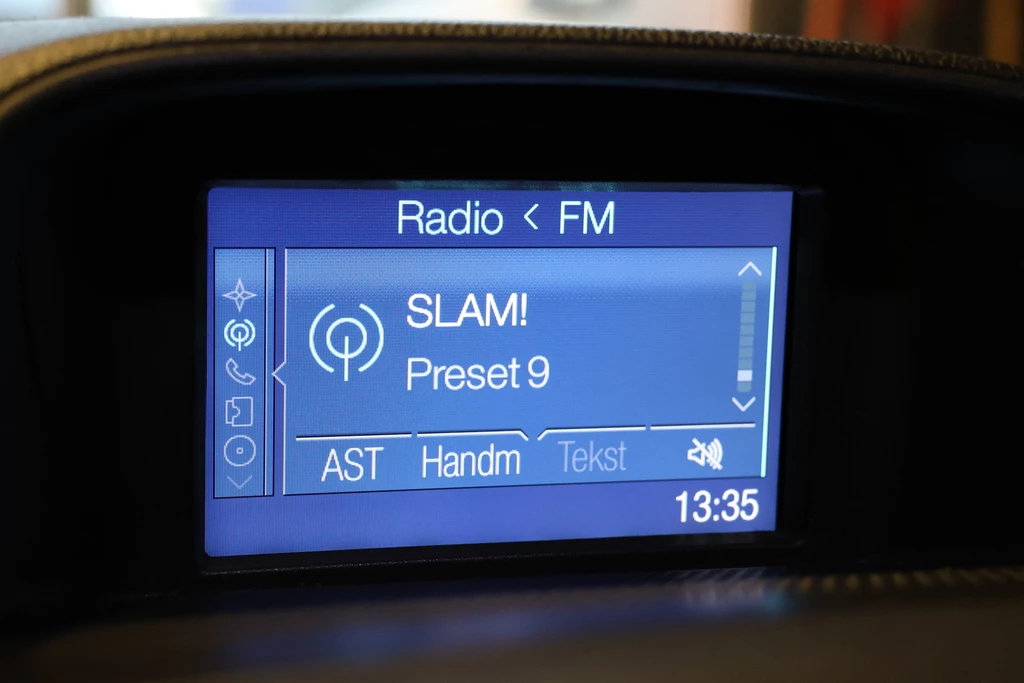 Radio < FM
SLAM!
Preset 9
AST Handm Tekst
13:35